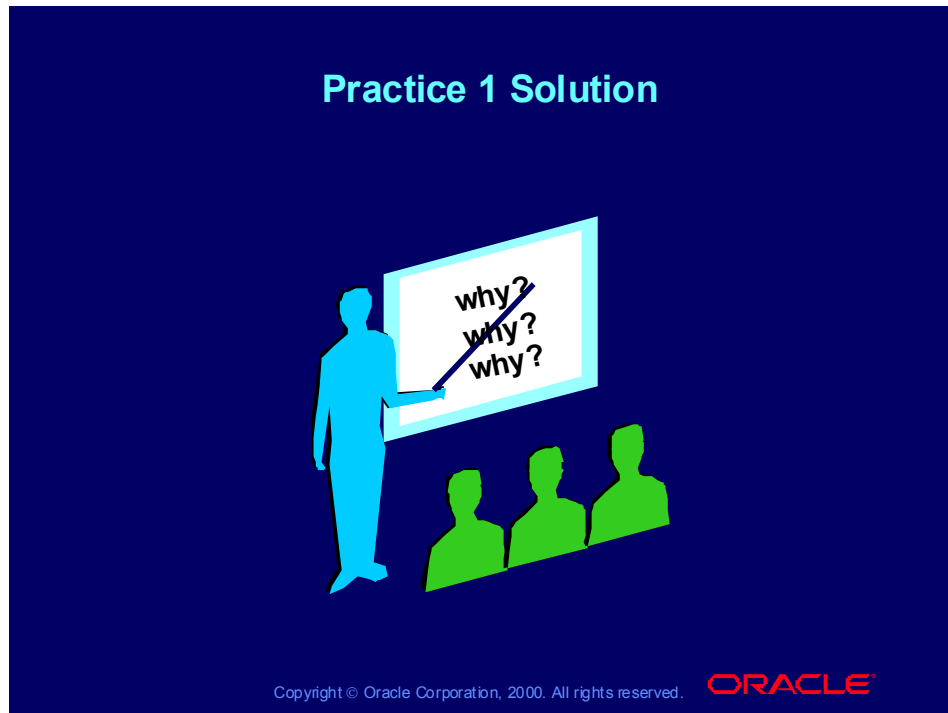 Practice 1 Solution
why?
why?
why?
Copyright © Oracle Corporation, 2000. All rights reserved.
ORACLE®